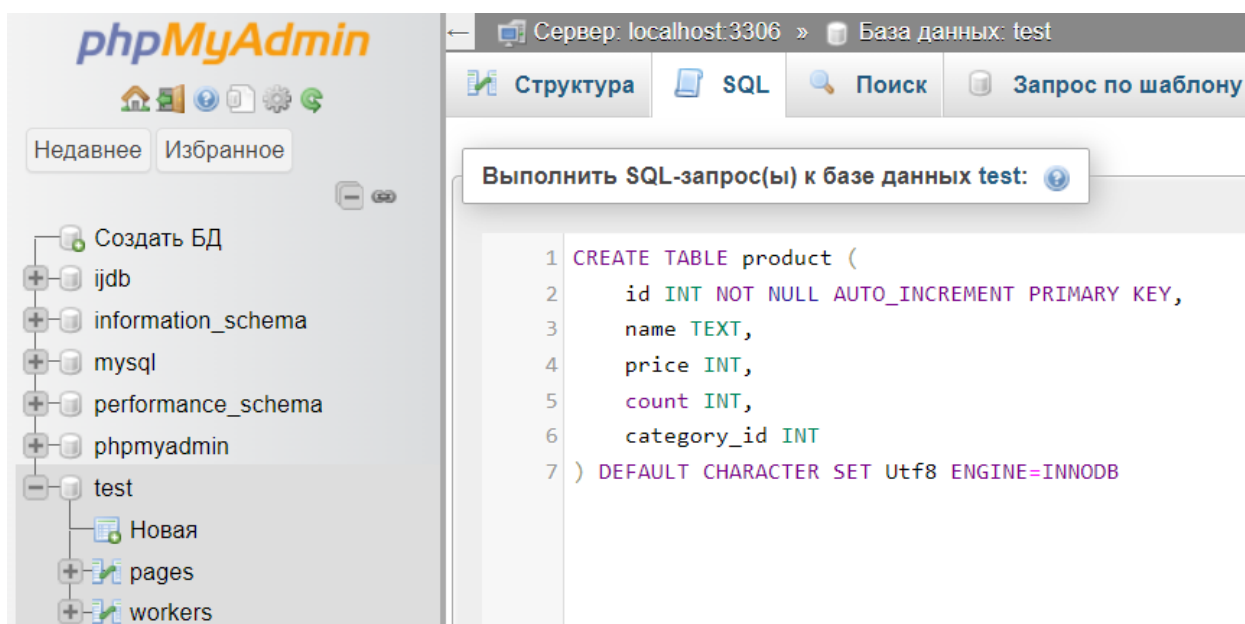 phpMyAdmin
Недавнее Избранное
Создать БД
ijdb
information_schema
mysql
performance_schema
phpmyadmin
test
Новая
pages
workers
← Сервер: localhost:3306 » База данных: test
Структура SQL Поиск Запрос по шаблону
Выполнить SQL-запрос(ы) к базе данных test:
1 CREATE TABLE product (
2 id INT NOT NULL AUTO_INCREMENT PRIMARY KEY,
3 name TEXT,
4 price INT,
5 count INT,
6 category_id INT
7 ) DEFAULT CHARACTER SET Utf8 ENGINE=INNODB